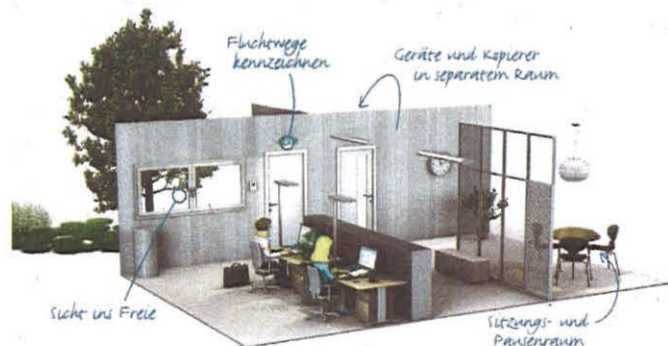 Fluchtwege
kennzeichnen
Geräte und Kopierer
in separatem Raum
Sicht ins Freie
Sitzungs- und
Pausenraum